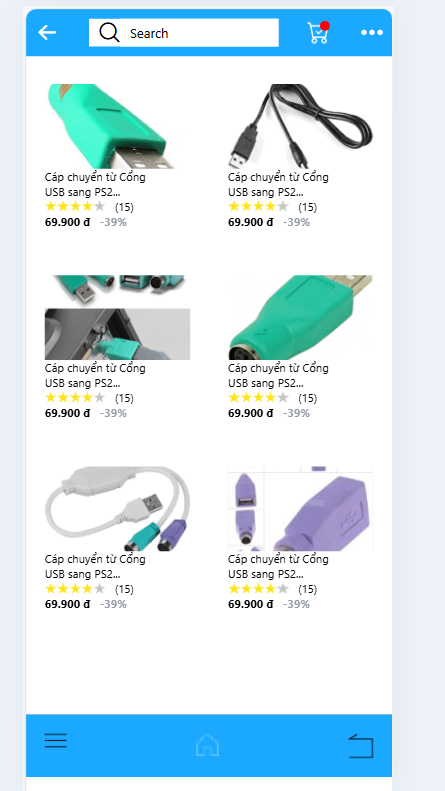 Search
Cáp chuyển từ Cổng
USB sang PS2...
(15)
69.900 đ -39%
Cáp chuyển từ Cổng
USB sang PS2...
(15)
69.900 đ -39%
Cáp chuyển từ Cổng
USB sang PS2...
(15)
69.900 đ -39%
Cáp chuyển từ Cổng
USB sang PS2...
(15)
69.900 đ -39%
Cáp chuyển từ Cổng
USB sang PS2...
(15)
69.900 đ -39%
Cáp chuyển từ Cổng
USB sang PS2...
(15)
69.900 đ -39%